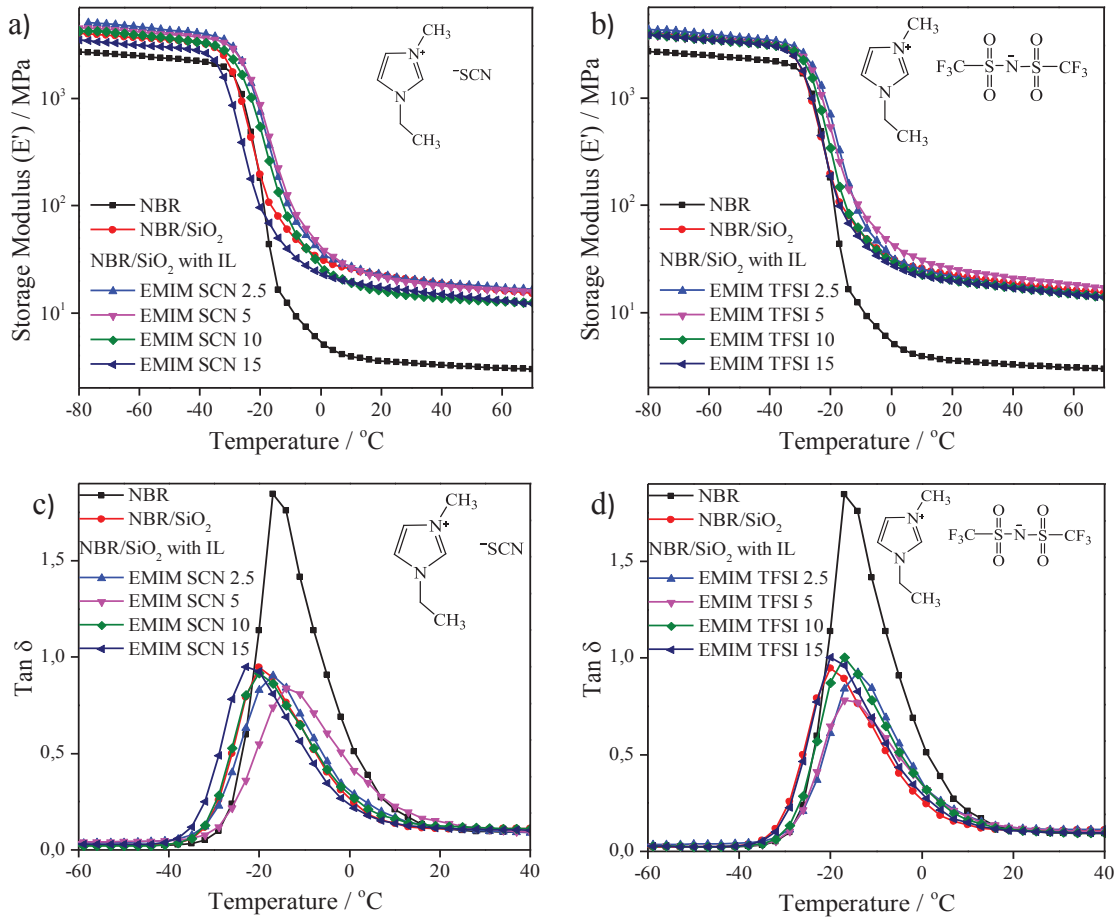 a)
Storage Modulus (E') / MPa
10³
10²
10¹
-80 -60 -40 -20 0 20 40 60
Temperature / °C
NBR
NBR/SiO₂
NBR/SiO₂ with IL
EMIM SCN 2.5
EMIM SCN 5
EMIM SCN 10
EMIM SCN 15
CH₃
N
+
⁻SCN
N
CH₃
b)
Storage Modulus (E') / MPa
10³
10²
10¹
-80 -60 -40 -20 0 20 40 60
Temperature / °C
NBR
NBR/SiO₂
NBR/SiO₂ with IL
EMIM TFSI 2.5
EMIM TFSI 5
EMIM TFSI 10
EMIM TFSI 15
CH₃
N
+
N
CH₃
O O
F₃C S N⁻ S CF₃
O O
c)
Tan δ
1,5
1,0
0,5
0,0
-60 -40 -20 0 20 40
Temperature / °C
NBR
NBR/SiO₂
NBR/SiO₂ with IL
EMIM SCN 2.5
EMIM SCN 5
EMIM SCN 10
EMIM SCN 15
CH₃
N
+
⁻SCN
N
CH₃
d)
Tan δ
1,5
1,0
0,5
0,0
-60 -40 -20 0 20 40
Temperature / °C
NBR
NBR/SiO₂
NBR/SiO₂ with IL
EMIM TFSI 2.5
EMIM TFSI 5
EMIM TFSI 10
EMIM TFSI 15
CH₃
N
+
N
CH₃
O O
F₃C S N⁻ S CF₃
O O